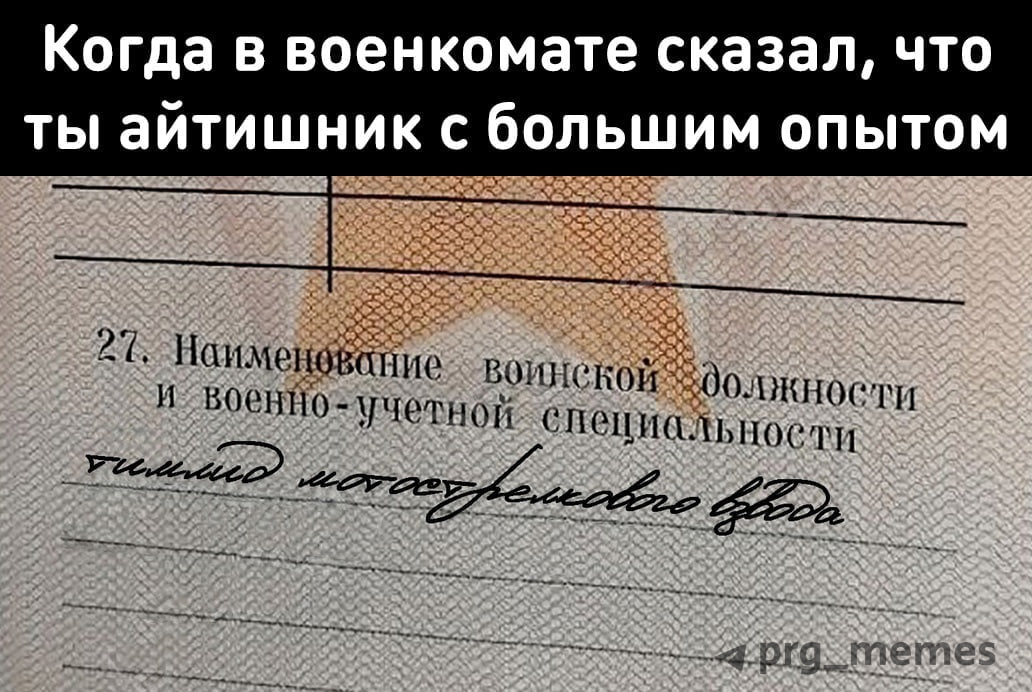 Когда в военкомате сказал, что
ты айтишник с большим опытом
27. Наименование воинской должности
и военно-учетной специальности
тимлид мотострелкового взвода
prg_memes